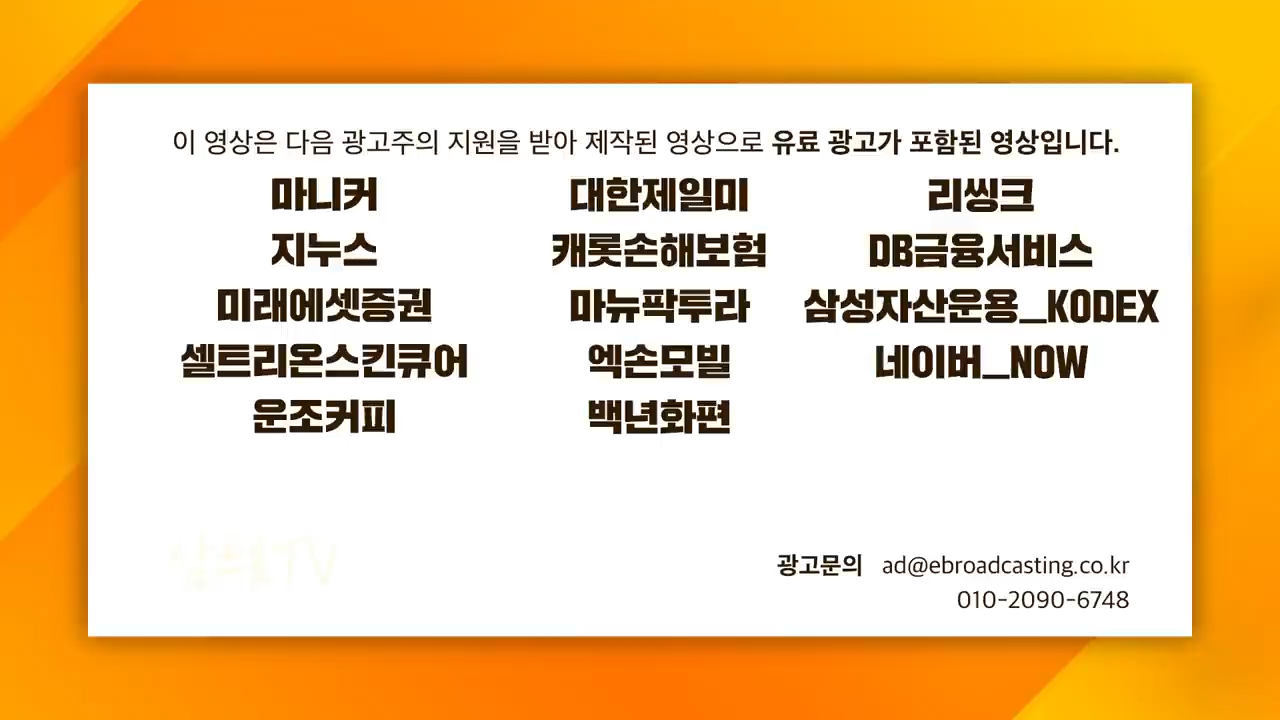 이 영상은 다음 광고주의 지원을 받아 제작된 영상으로 유료 광고가 포함된 영상입니다.
마니커 대한제일미 리씽크
지누스 캐롯손해보험 DB금융서비스
미래에셋증권 마뉴팍투라 삼성자산운용_KODEX
셀트리온스킨큐어 엑손모빌 네이버_NOW
운조커피 백년화편
광고문의 ad@ebroadcasting.co.kr
010-2090-6748